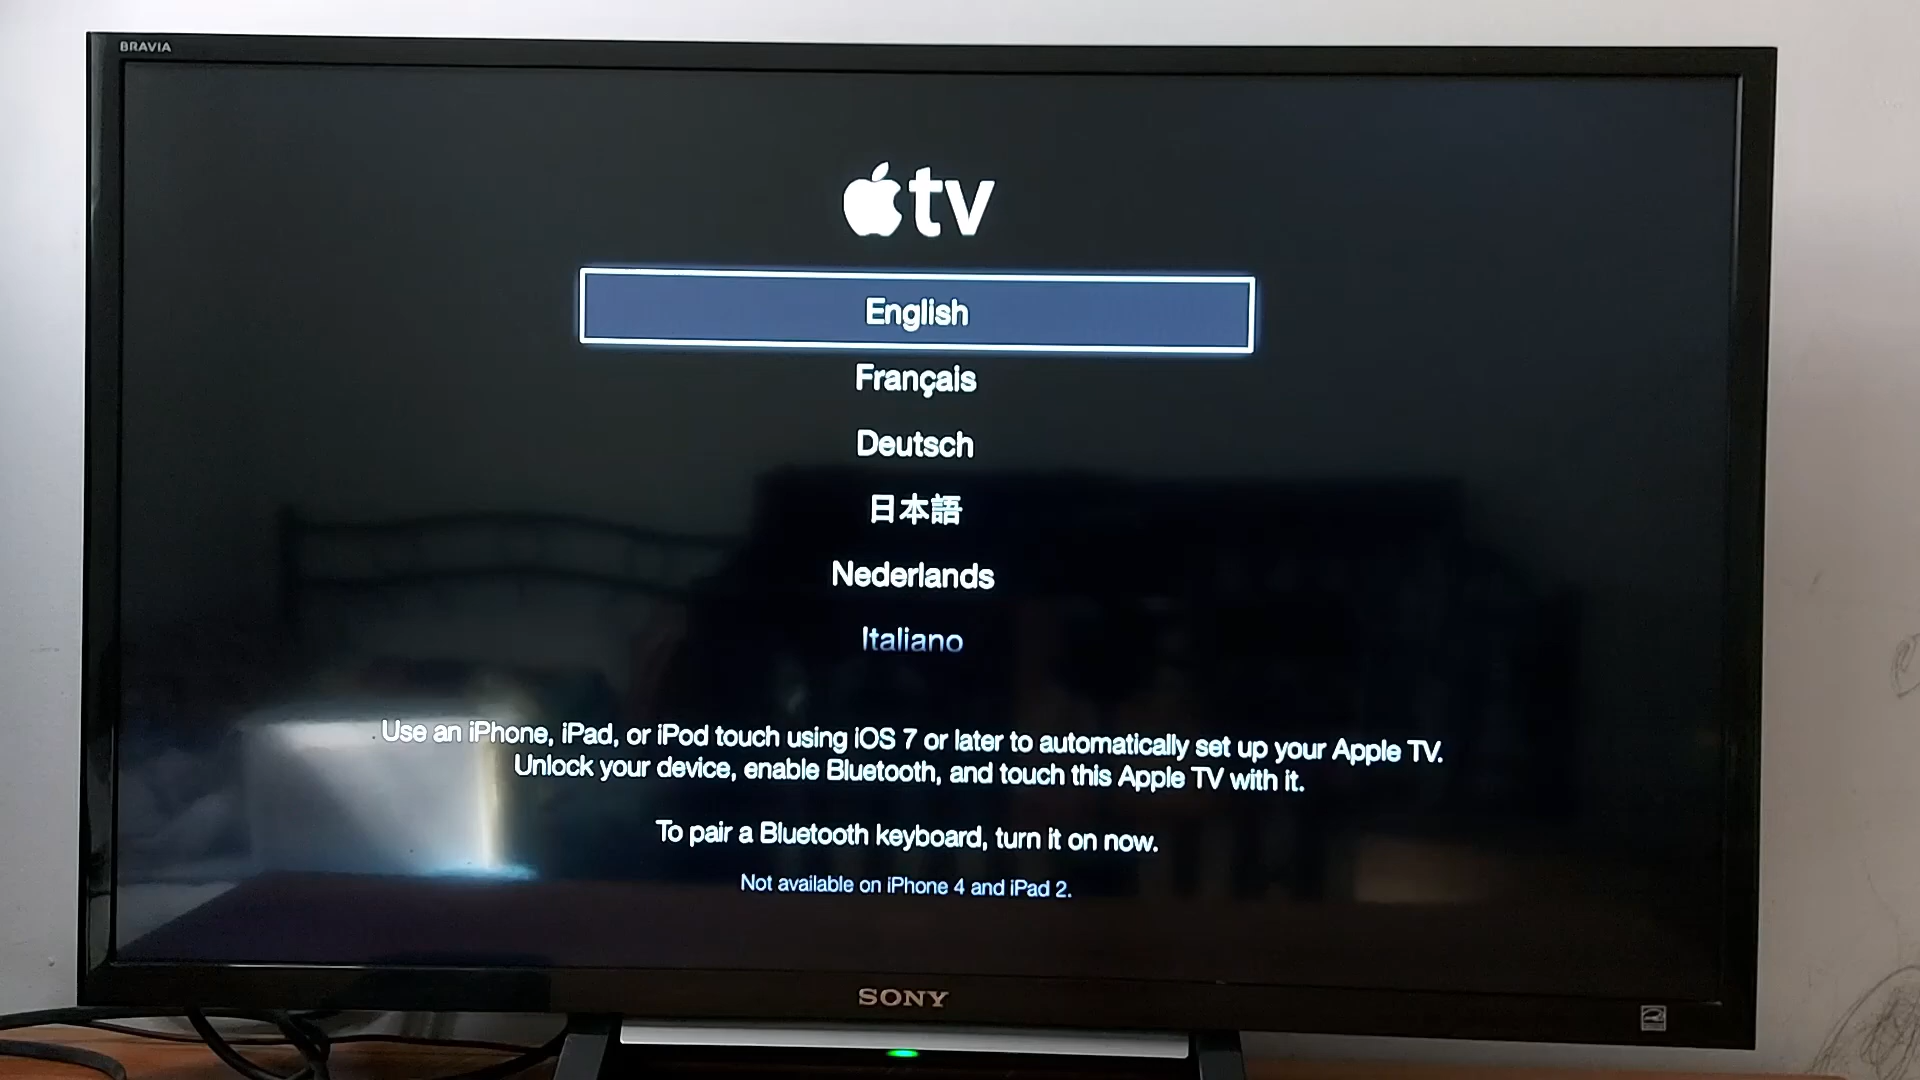 BRAVIA
tv
English
Français
Deutsch
日本語
Nederlands
Italiano
Use an iPhone, iPad, or iPod touch using iOS 7 or later to automatically set up your Apple TV.
Unlock your device, enable Bluetooth, and touch this Apple TV with it.
To pair a Bluetooth keyboard, turn it on now.
Not available on iPhone 4 and iPad 2.
SONY